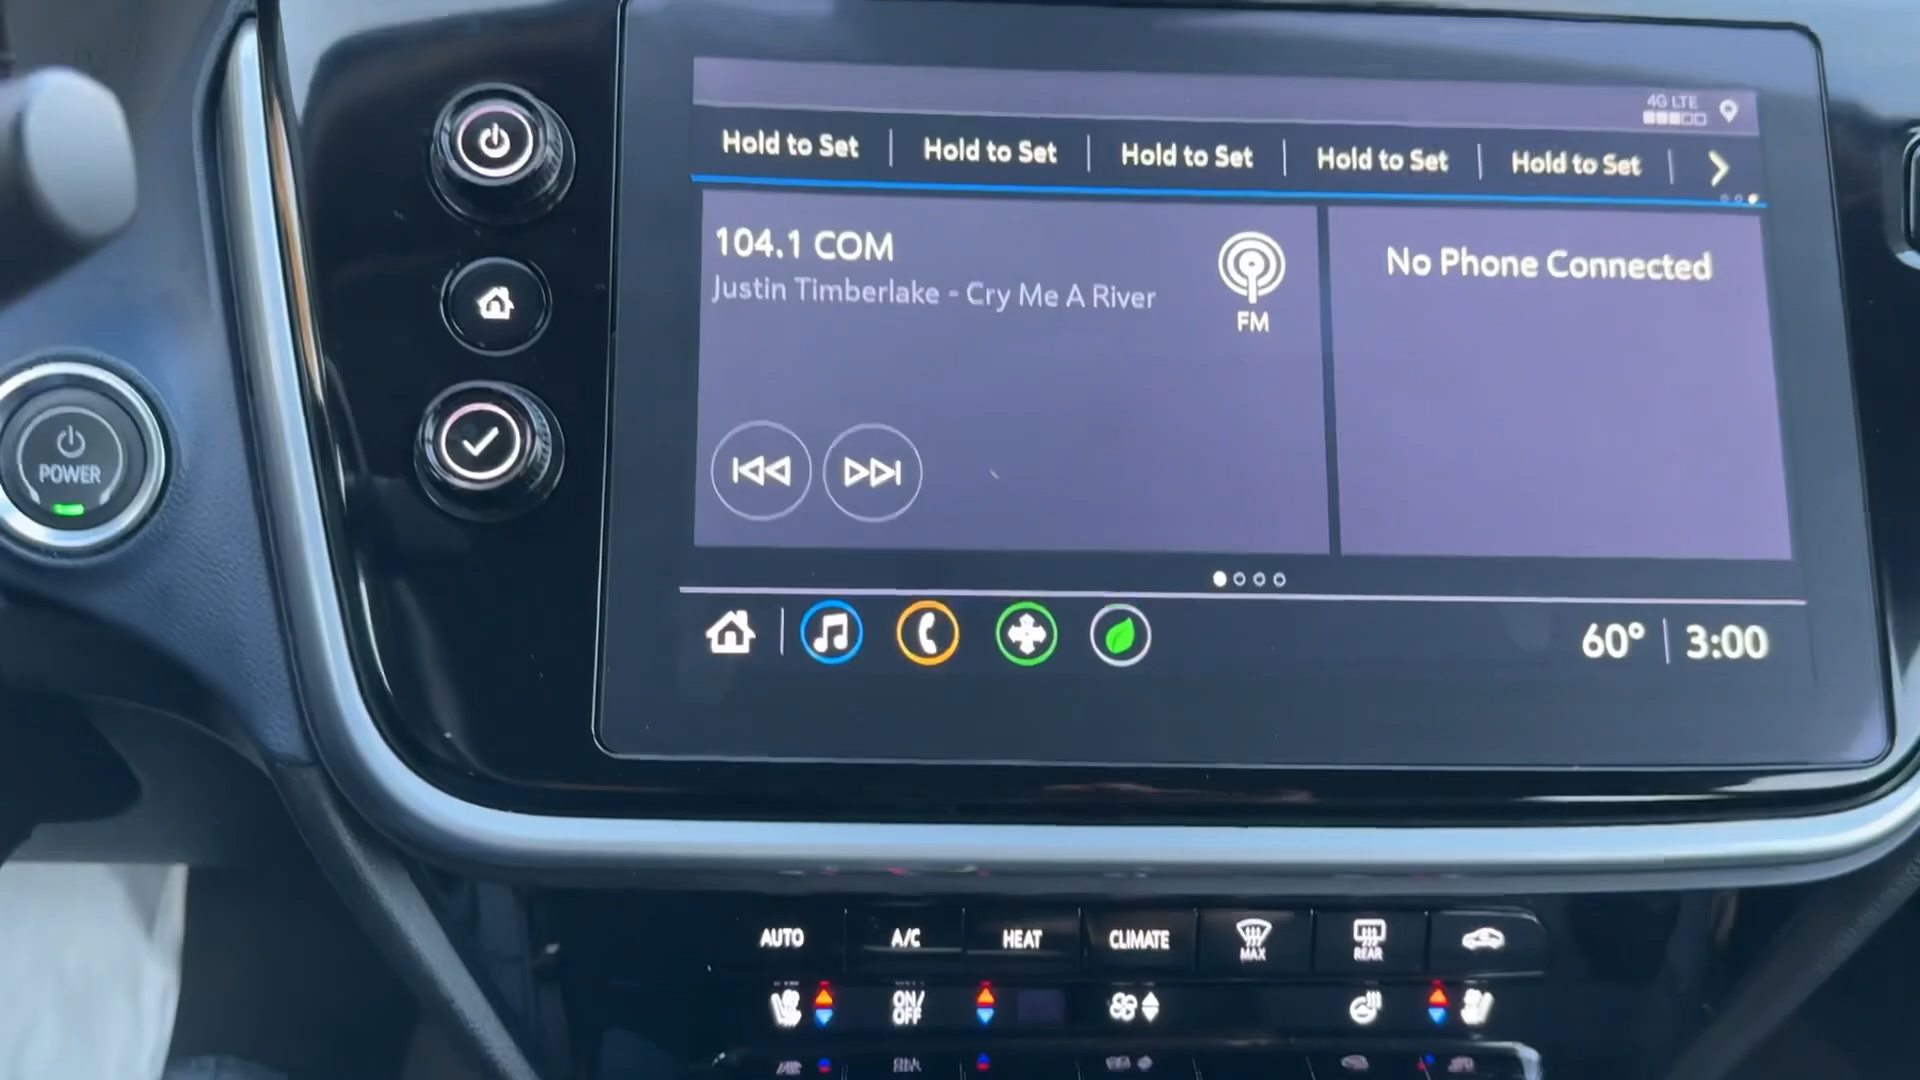 4G LTE
Hold to Set
Hold to Set
Hold to Set
Hold to Set
Hold to Set
104.1 COM
Justin Timberlake - Cry Me A River
FM
No Phone Connected
POWER
60° 3:00
AUTO
A/C
HEAT
CLIMATE
MAX
REAR
ON/
OFF